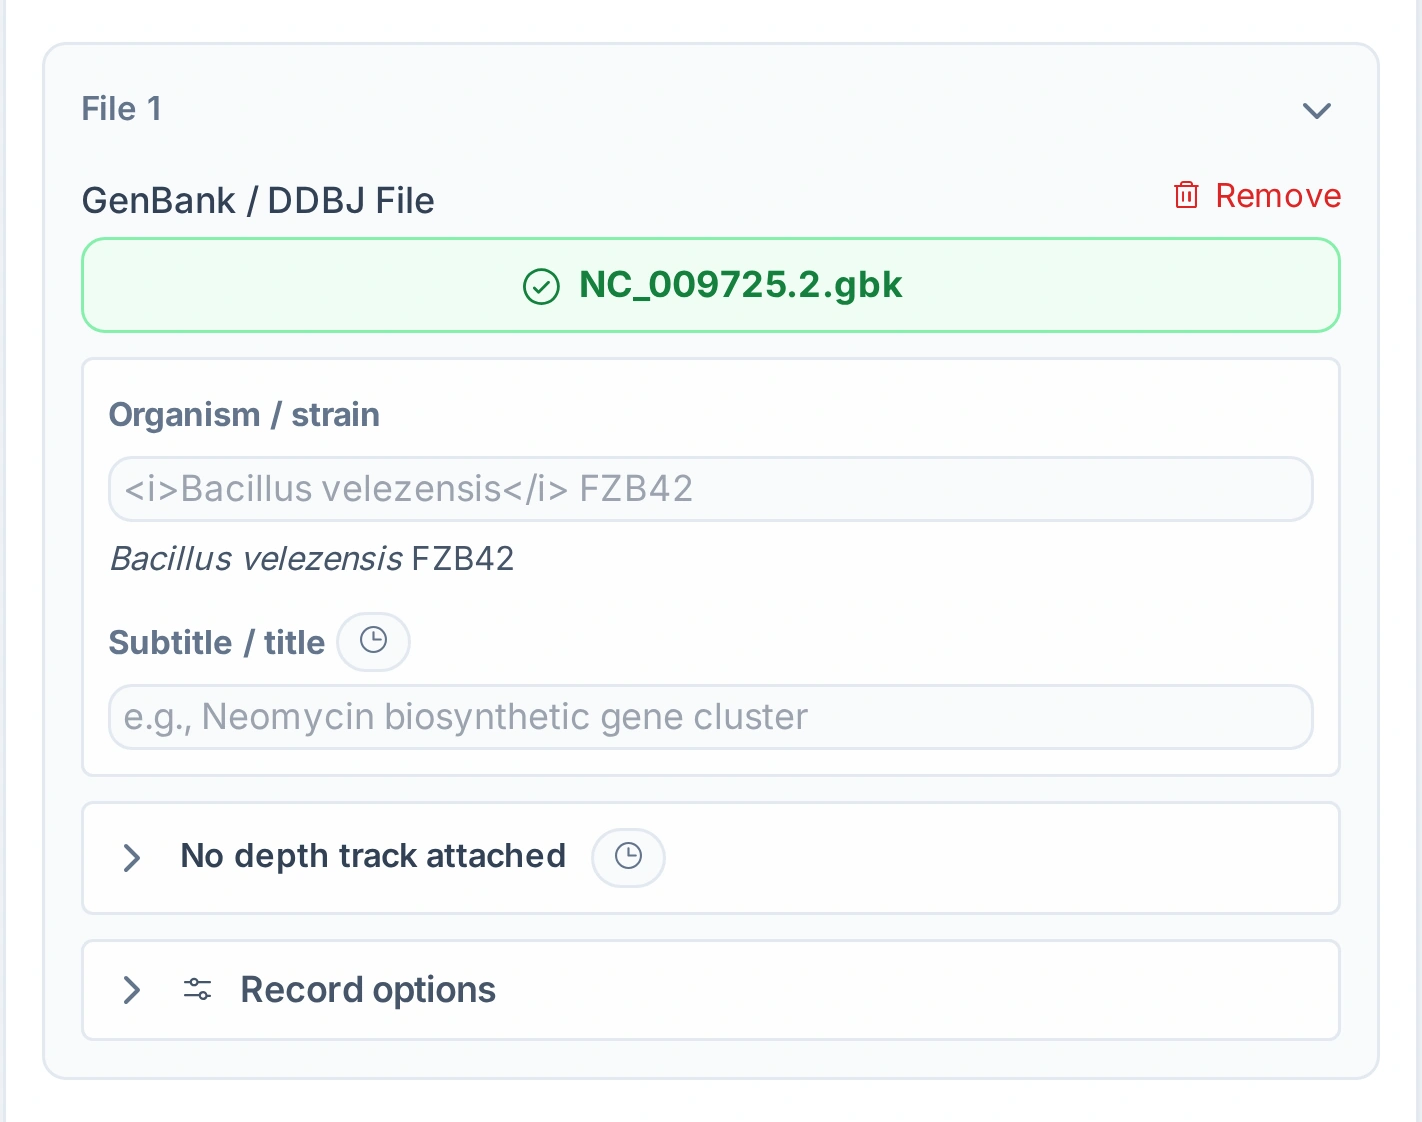 File 1
GenBank / DDBJ File
Remove
NC_009725.2.gbk
Organism / strain
<i>Bacillus velezensis</i> FZB42
Bacillus velezensis FZB42
Subtitle / title
e.g., Neomycin biosynthetic gene cluster
No depth track attached
Record options